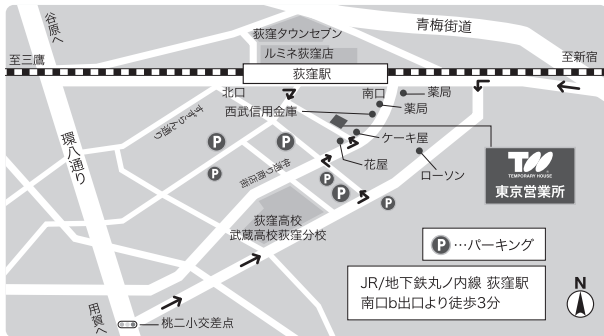 谷原へ
荻窪タウンセブン
ルミネ荻窪店
青梅街道
至三鷹
荻窪駅
至新宿
北口
南口
薬局
西武信用金庫
薬局
すずらん通り
ケーキ屋
環八通り
花屋
ローソン
仲通り商店街
TEMPORARY HOUSE
東京営業所
P
P
P
P
P
P
荻窪高校
武蔵高校荻窪分校
P…パーキング
JR/地下鉄丸ノ内線 荻窪駅
南口b出口より徒歩3分
N
用賀へ
桃二小交差点